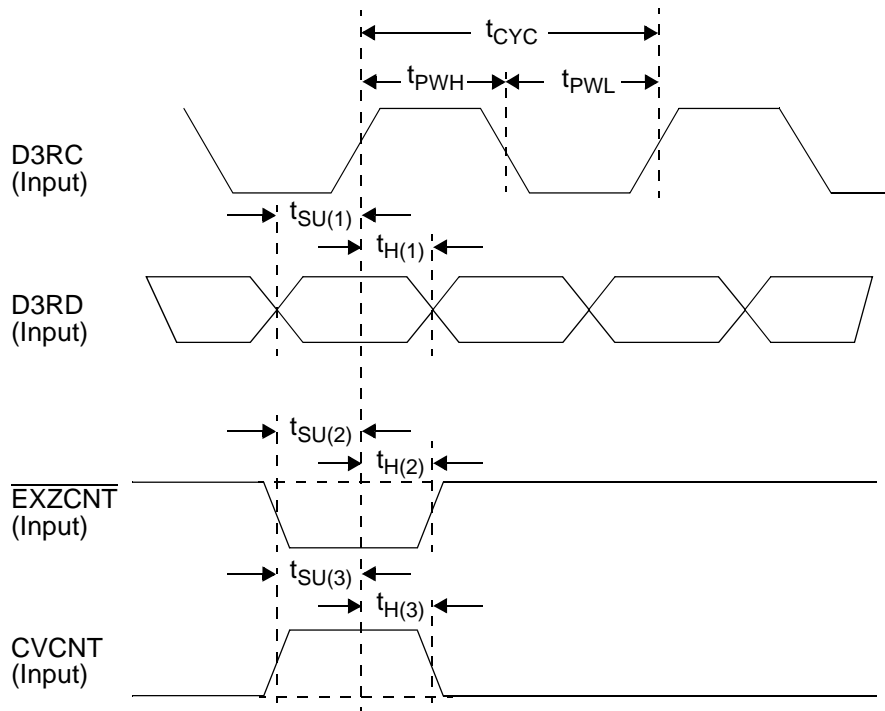 tCYC
tPWH tPWL
D3RC
(Input)
tSU(1)
tH(1)
D3RD
(Input)
tSU(2)
tH(2)
EXZCNT
(Input)
tSU(3)
tH(3)
CVCNT
(Input)